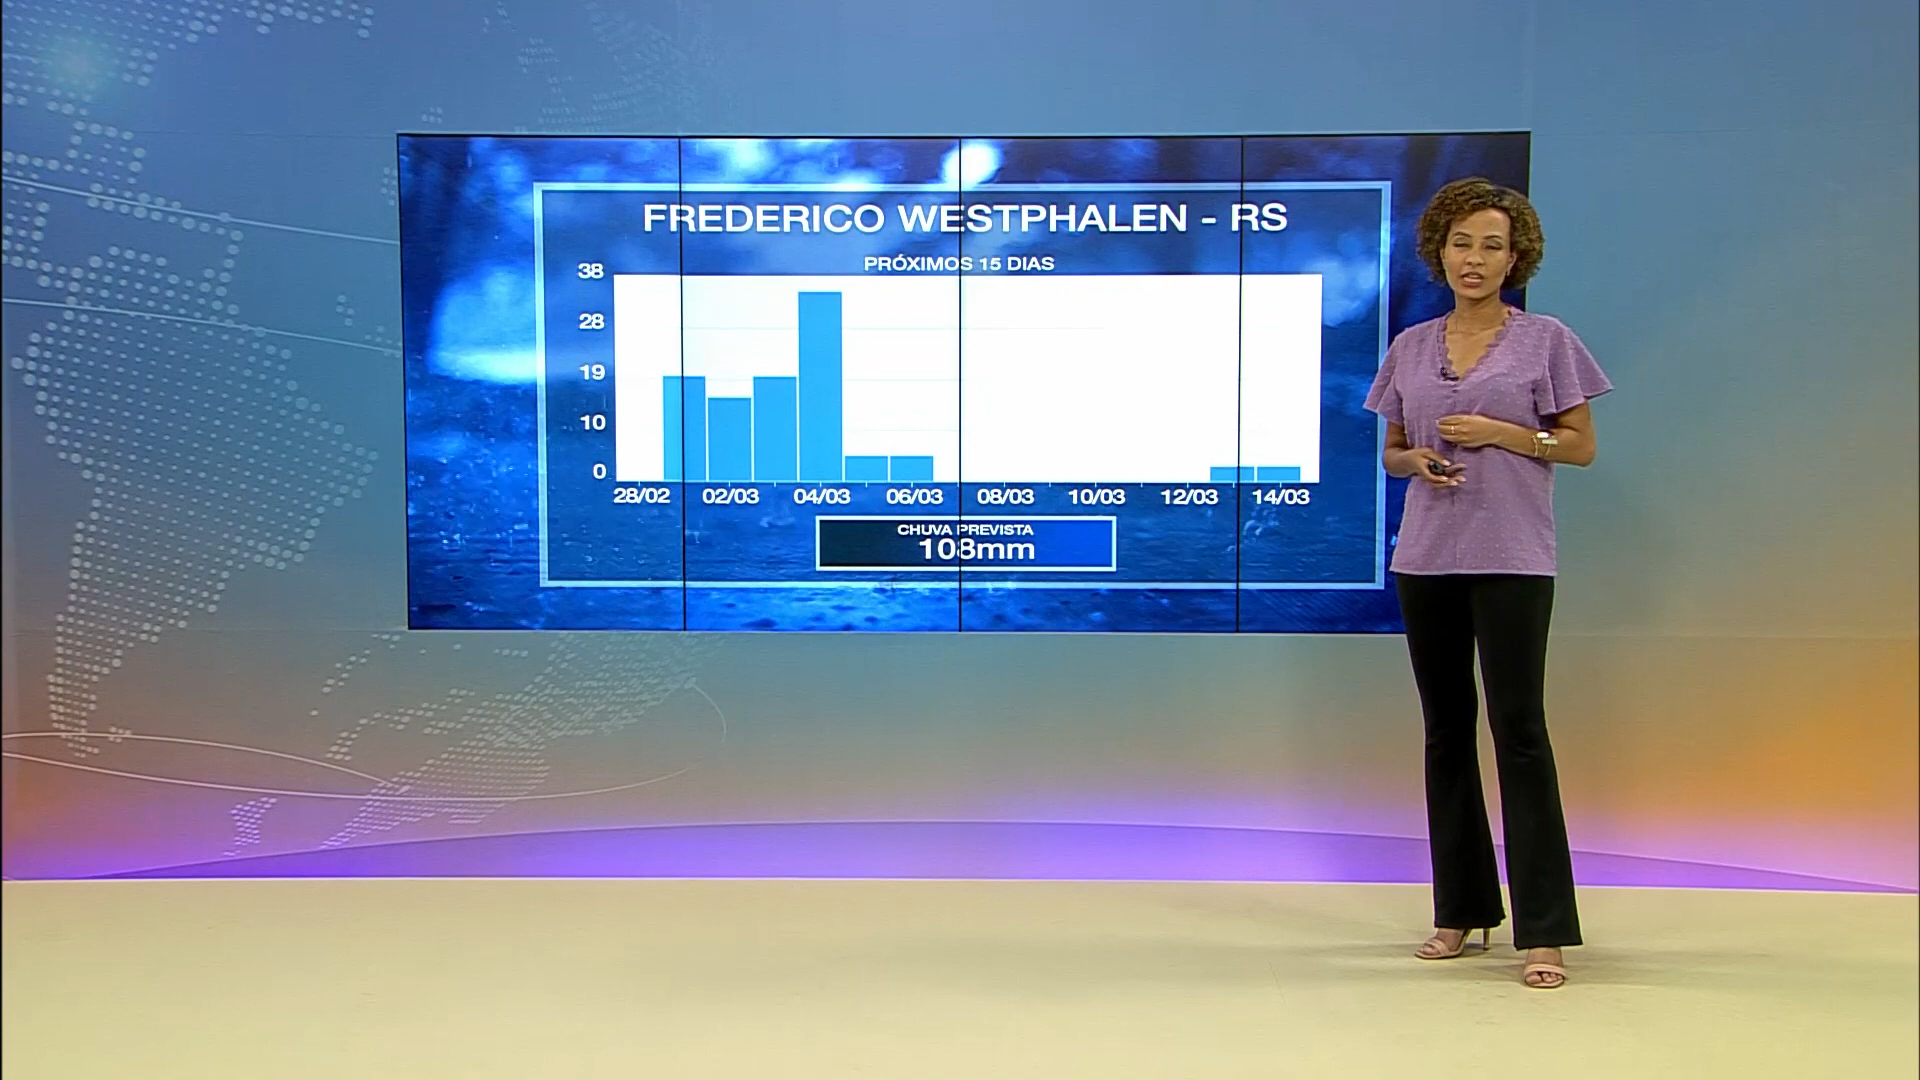 FREDERICO WESTPHALEN - RS
PRÓXIMOS 15 DIAS
38
28
19
10
0
28/02 02/03 04/03 06/03 08/03 10/03 12/03 14/03
CHUVA PREVISTA
108mm